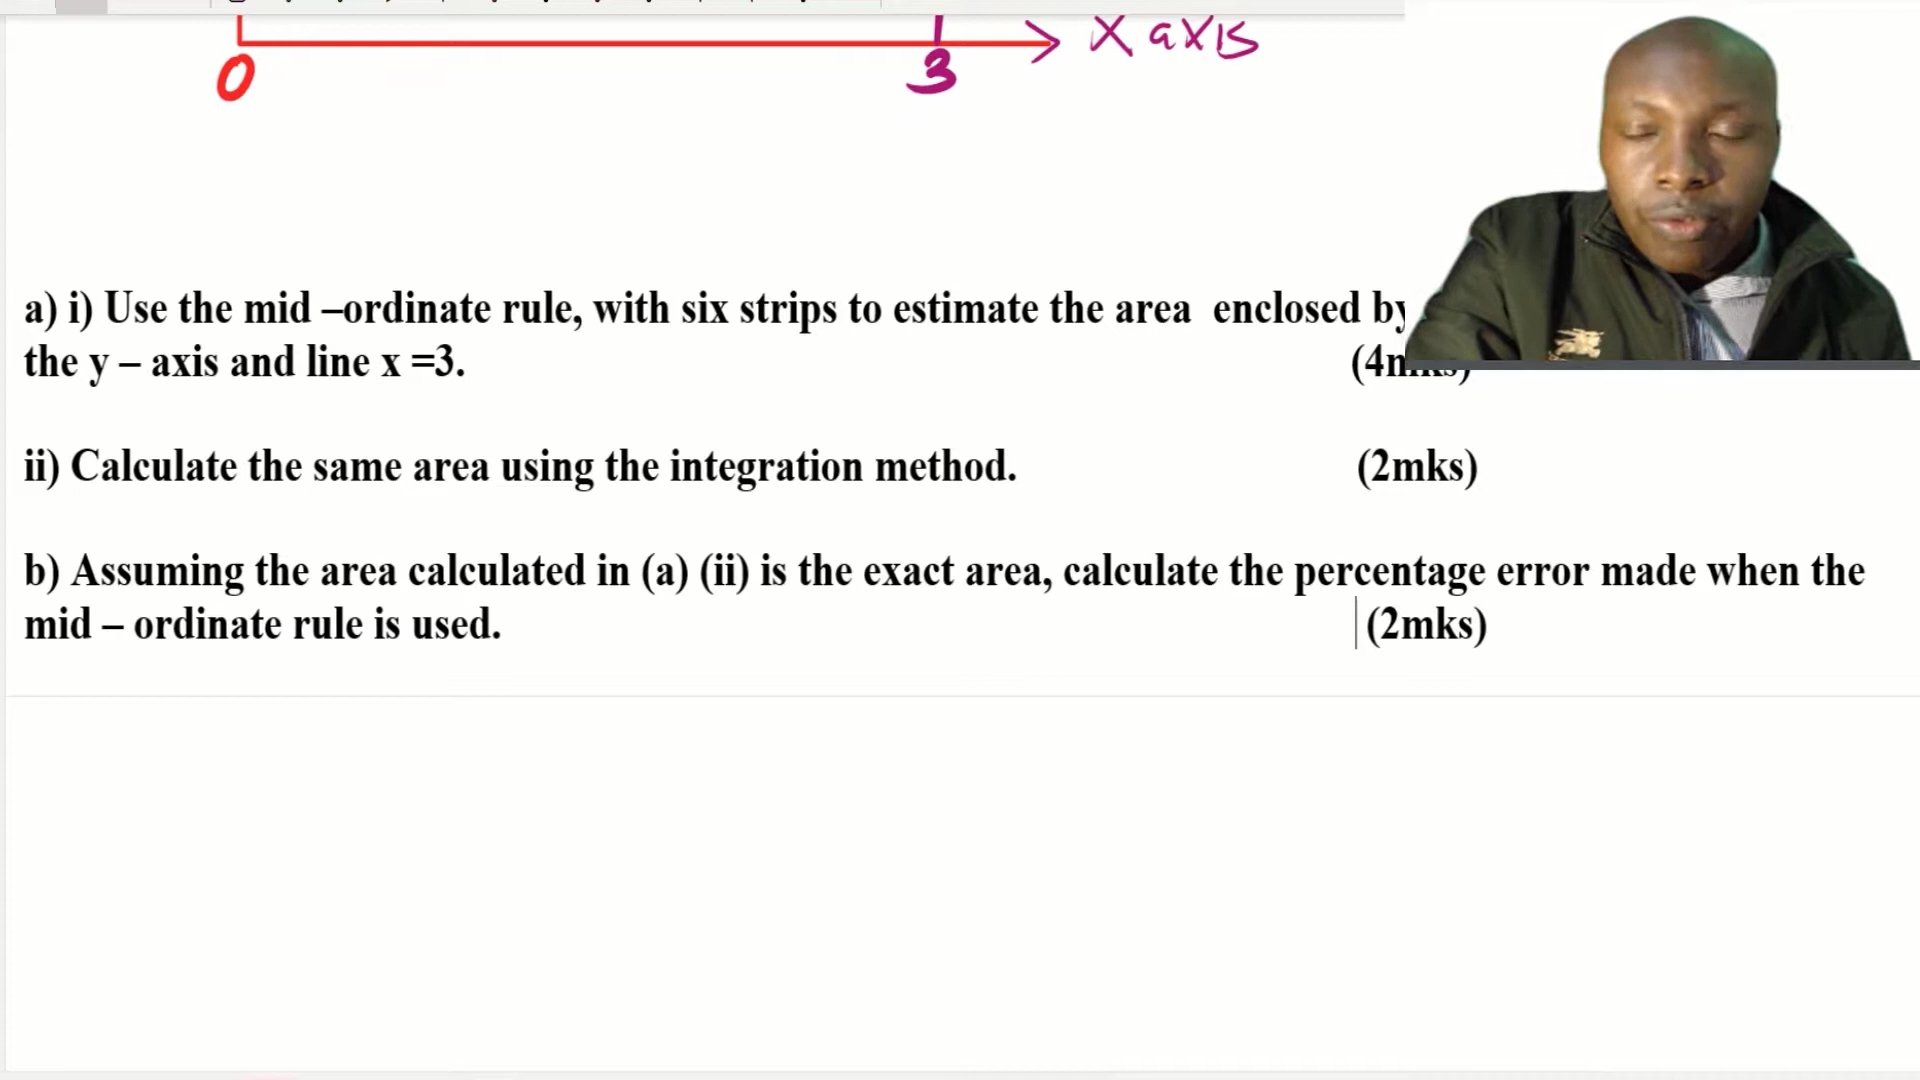 X axis
0
3
a) i) Use the mid –ordinate rule, with six strips to estimate the area enclosed by
the y – axis and line x =3. (4mks)
ii) Calculate the same area using the integration method. (2mks)
b) Assuming the area calculated in (a) (ii) is the exact area, calculate the percentage error made when the
mid – ordinate rule is used. (2mks)